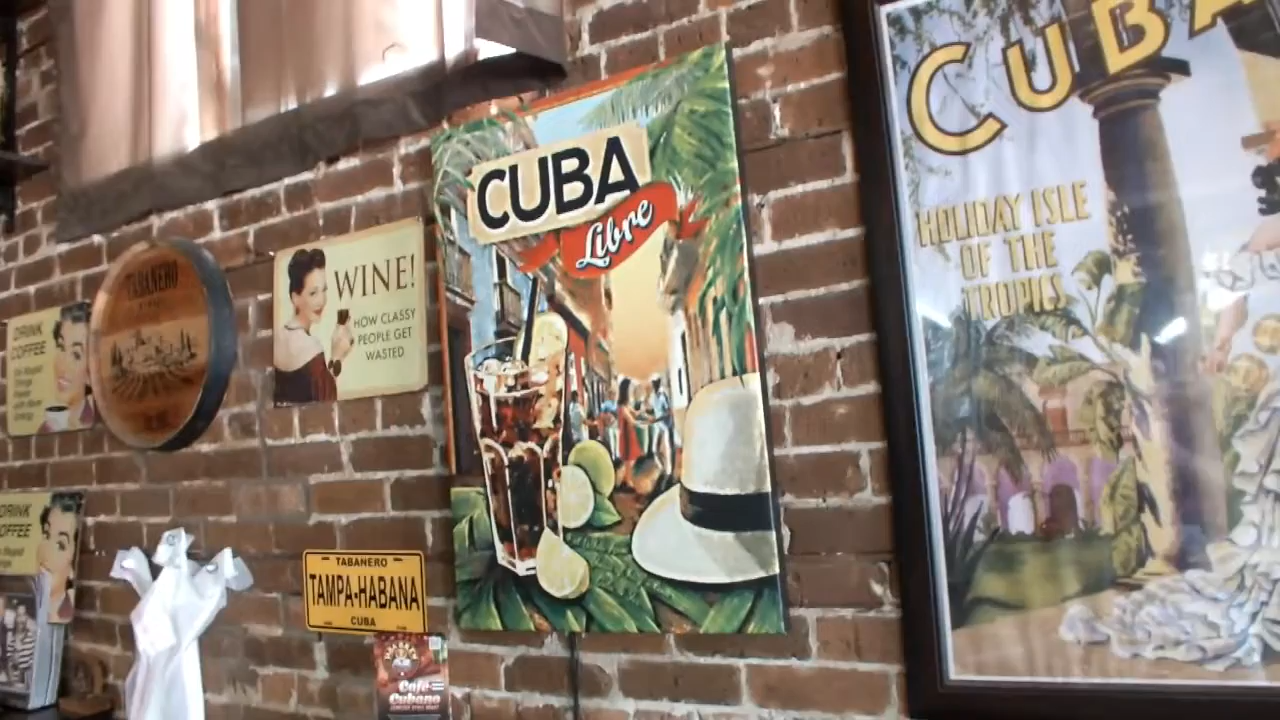 CUBA
HOLIDAY ISLE
OF THE
TROPICS
CUBA
Libre
WINE!
HOW CLASSY
PEOPLE GET
WASTED
TABANERO
DRINK
COFFEE
DRINK
COFFEE
TABANERO
TAMPA-HABANA
CUBA
Café
Cubano